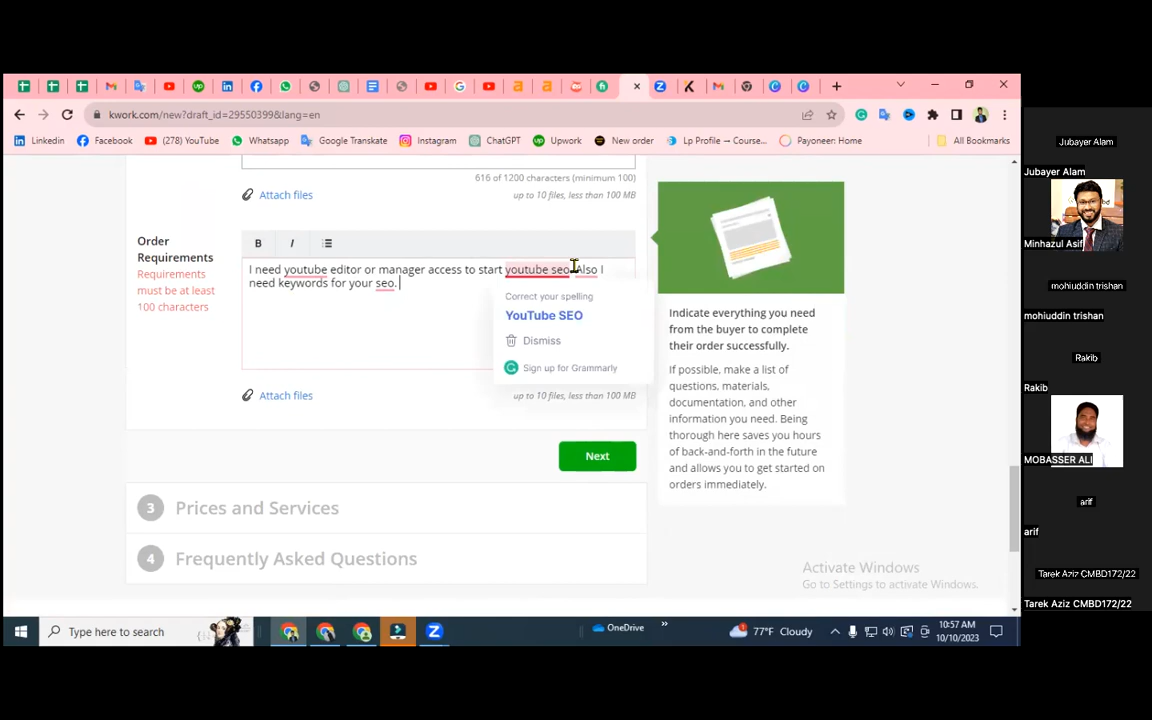 kwork.com/new?draft_id=29550399&lang=en
Linkedin
Facebook
(278) YouTube
Whatsapp
Google Translate
Instagram
ChatGPT
Upwork
New order
Lp Profile → Course...
Payoneer: Home
All Bookmarks
616 of 1200 characters (minimum 100)
Attach files
up to 10 files, less than 100 MB
Order
Requirements
Requirements
must be at least
100 characters
B I
I need youtube editor or manager access to start youtube seo. Also I
need keywords for your seo.
Correct your spelling
YouTube SEO
Dismiss
Sign up for Grammarly
Attach files
up to 10 files, less than 100 MB
Next
Indicate everything you need
from the buyer to complete
their order successfully.
If possible, make a list of
questions, materials,
documentation, and other
information you need. Being
thorough here saves you hours
of back-and-forth in the future
and allows you to get started on
orders immediately.
3 Prices and Services
4 Frequently Asked Questions
Activate Windows
Go to Settings to activate Windows.
Type here to search
OneDrive
77°F Cloudy
10:57 AM
10/10/2023
Jubayer Alam
Jubayer Alam
Minhazul Asif
mohiuddin trishan
mohiuddin trishan
Rakib
Rakib
MOBASSER ALI
arif
arif
Tarek Aziz CMBD172/22
Tarek Aziz CMBD172/22